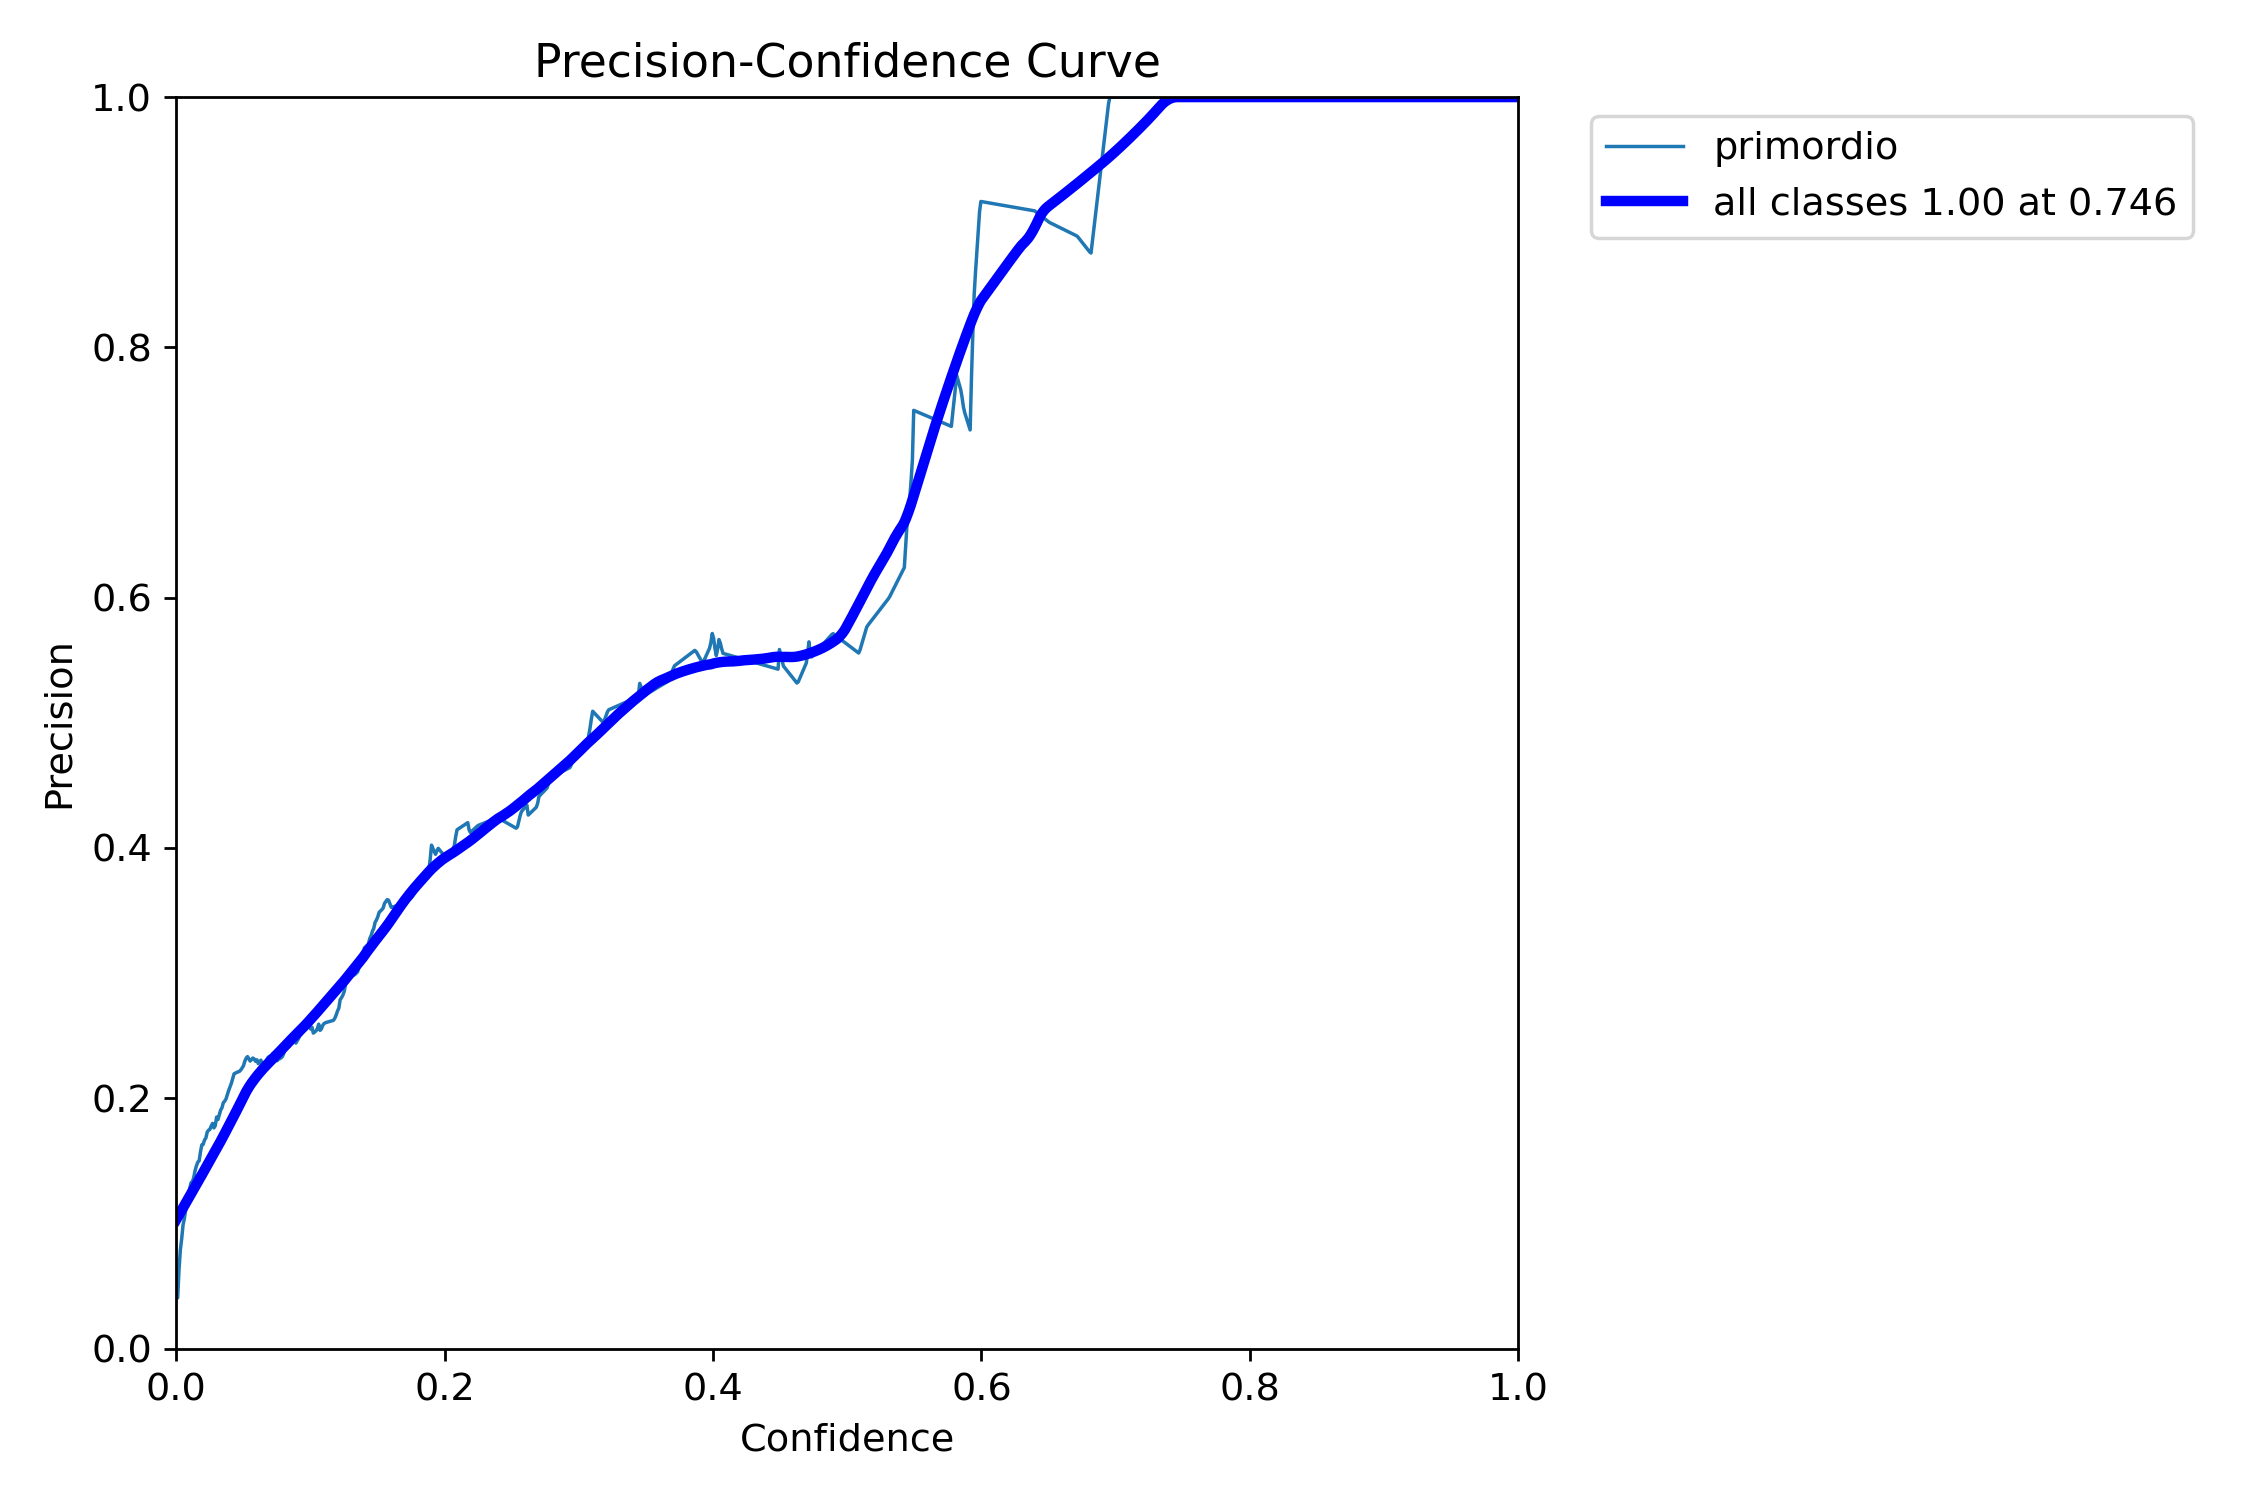 Precision-Confidence Curve
1.0
0.8
0.6
0.4
0.2
0.0
Precision
0.0 0.2 0.4 0.6 0.8 1.0
Confidence
primordio
all classes 1.00 at 0.746